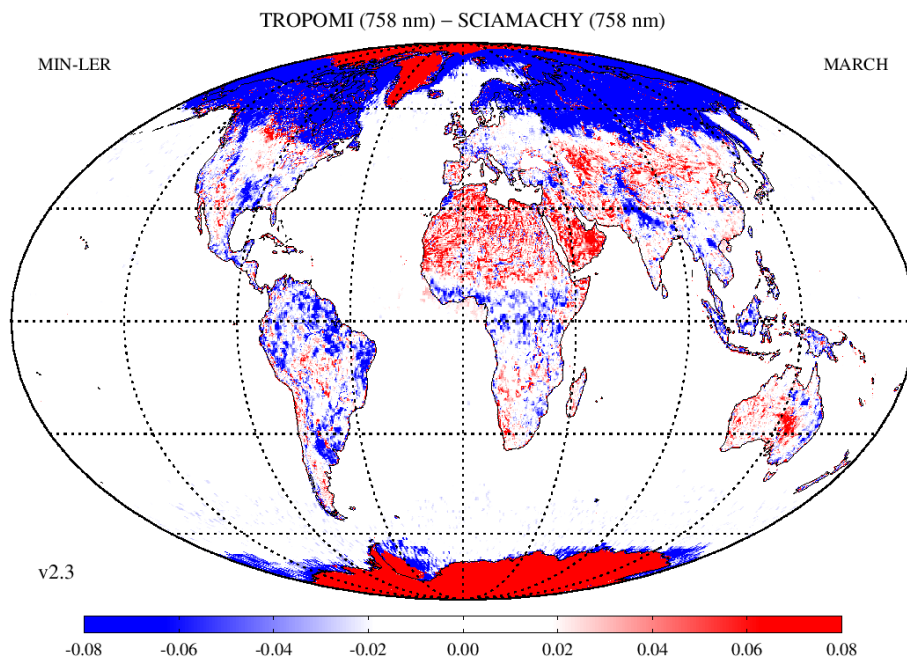 TROPOMI (758 nm) – SCIAMACHY (758 nm)
MIN-LER
MARCH
v2.3
-0.08 -0.06 -0.04 -0.02 0.00 0.02 0.04 0.06 0.08